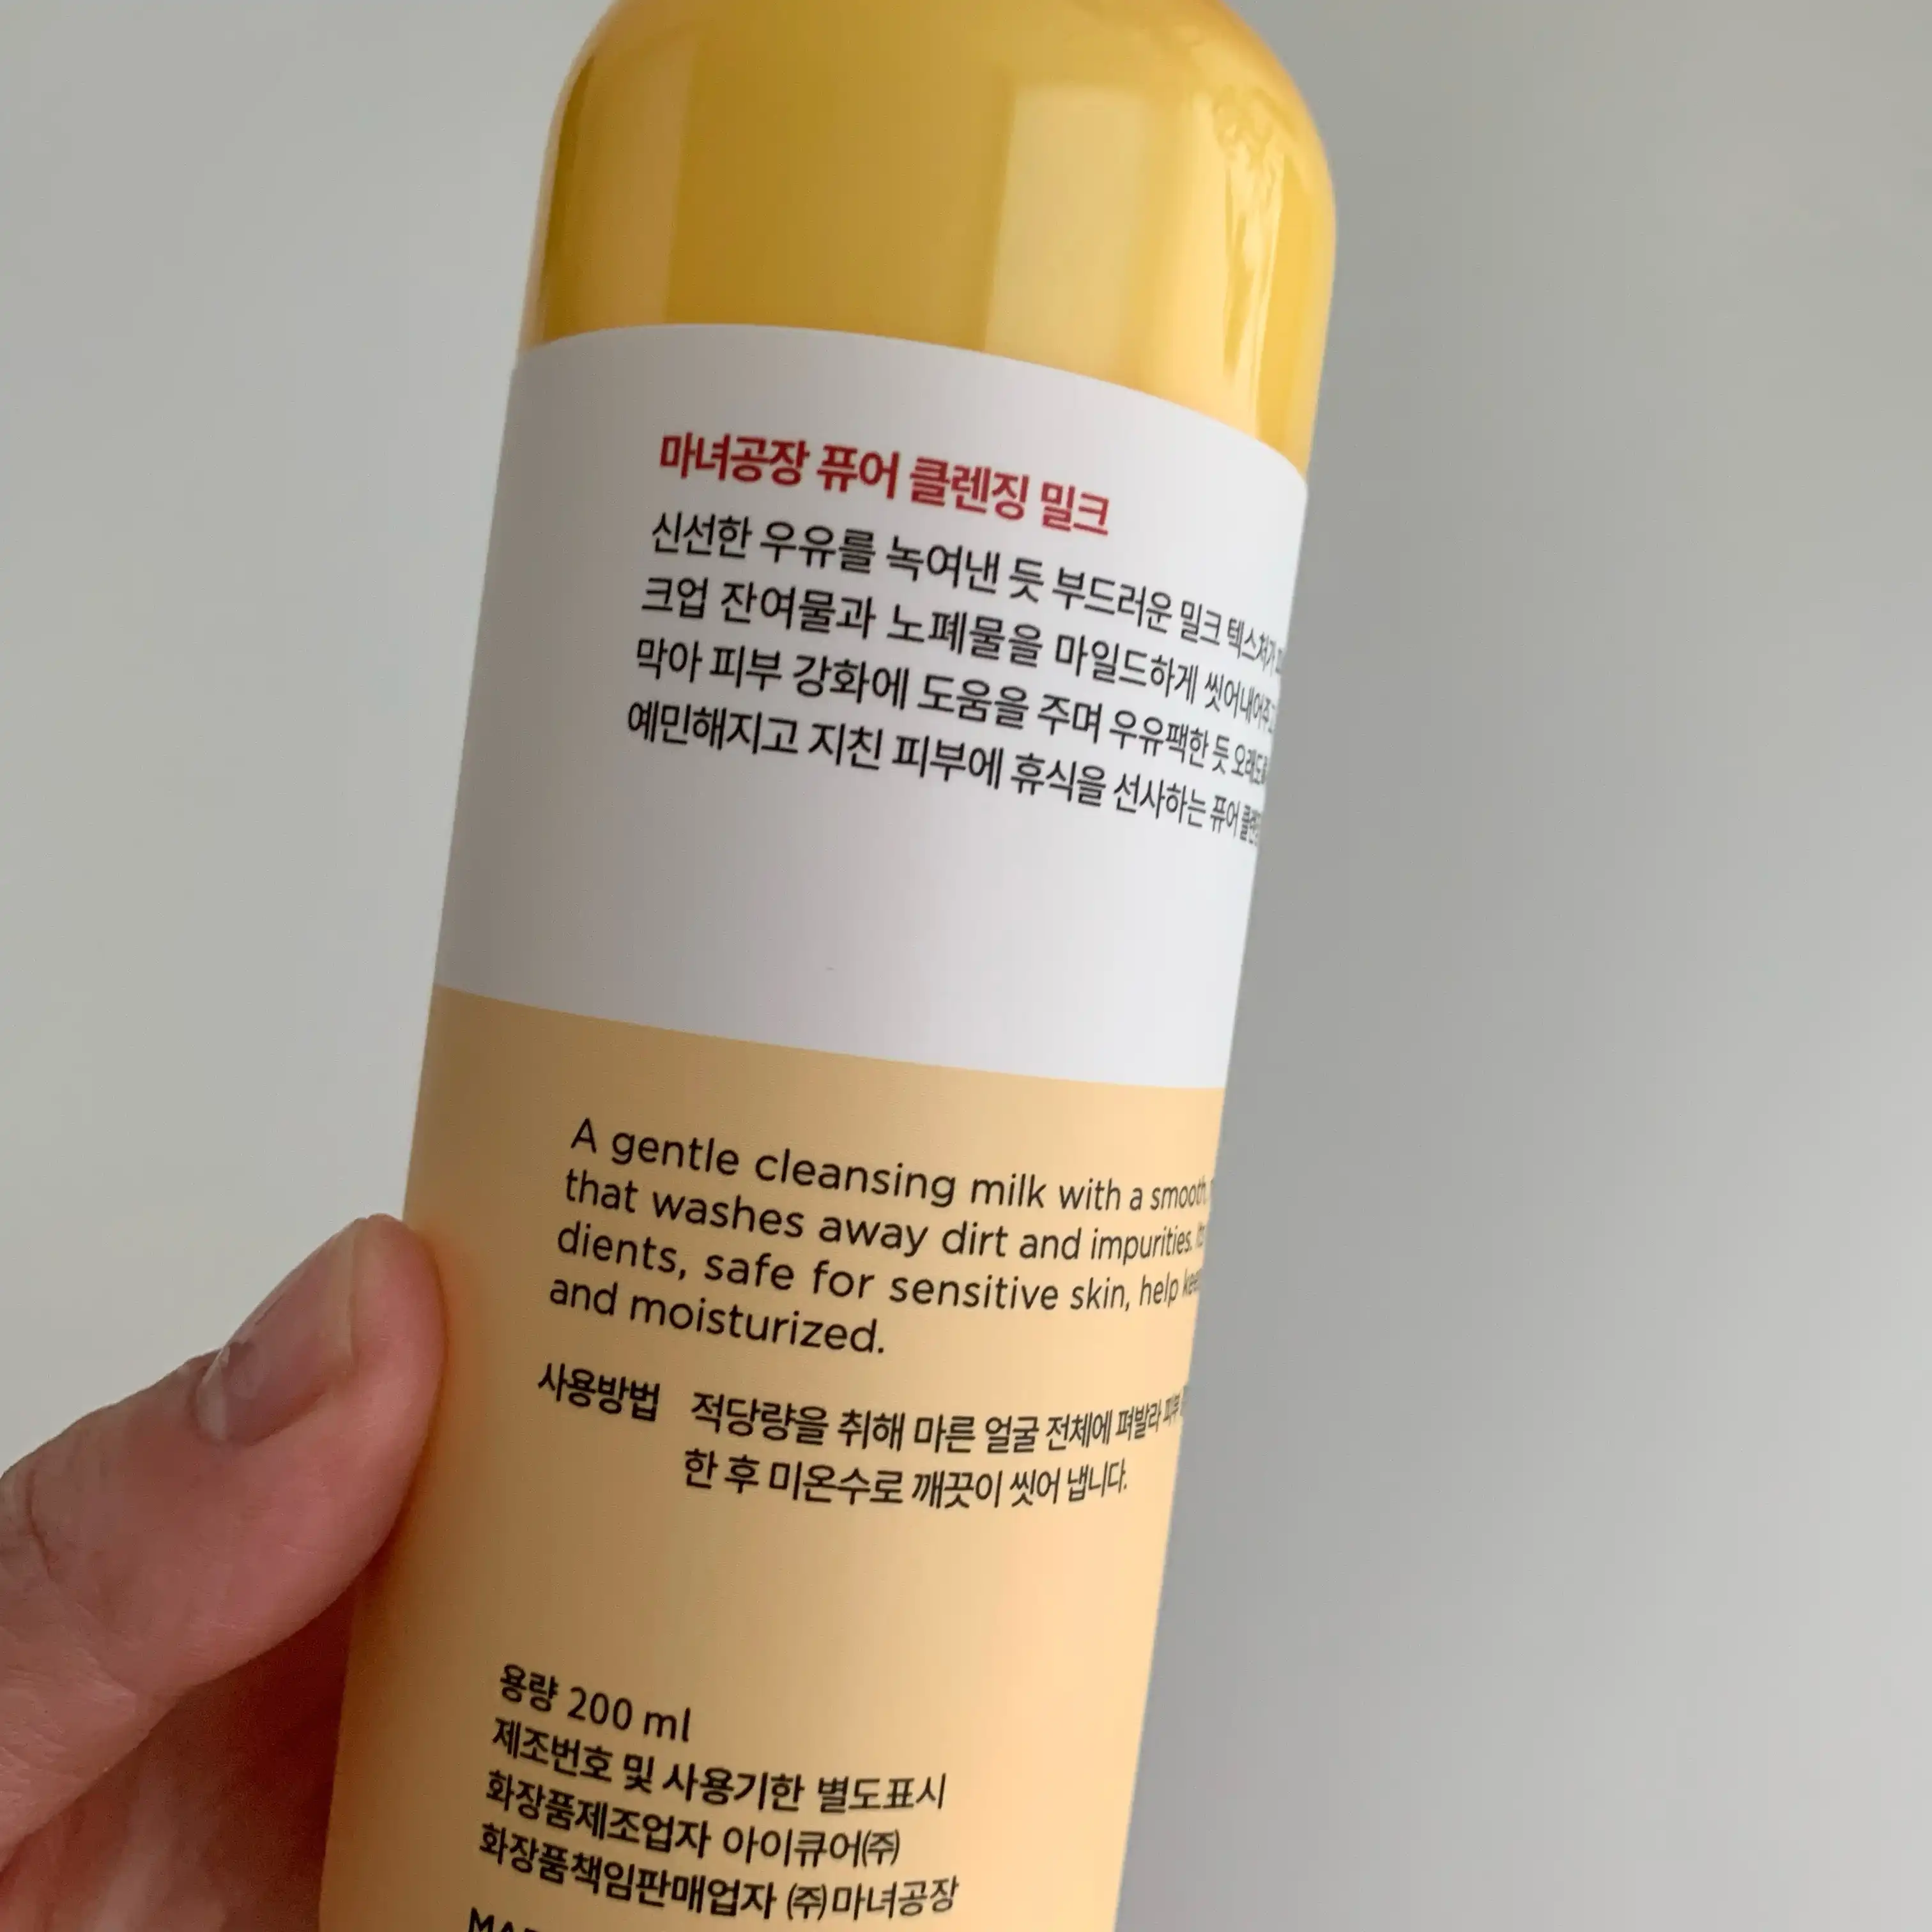 마녀공장 퓨어 클렌징 밀크
신선한 우유를 녹여낸 듯 부드러운 밀크 텍스처가
크업 잔여물과 노폐물을 마일드하게 씻어내어주고
막아 피부 강화에 도움을 주며 우유팩한 듯 오래도록
예민해지고 지친 피부에 휴식을 선사하는 퓨어
A gentle cleansing milk with a smooth,
that washes away dirt and impurities. Its
dients, safe for sensitive skin, help keep
and moisturized.
사용방법 적당량을 취해 마른 얼굴 전체에 펴발라 피부
한 후 미온수로 깨끗이 씻어 냅니다.
용량 200 ml
제조번호 및 사용기한 별도표시
화장품제조업자 아이큐어(주)
화장품책임판매업자 (주)마녀공장